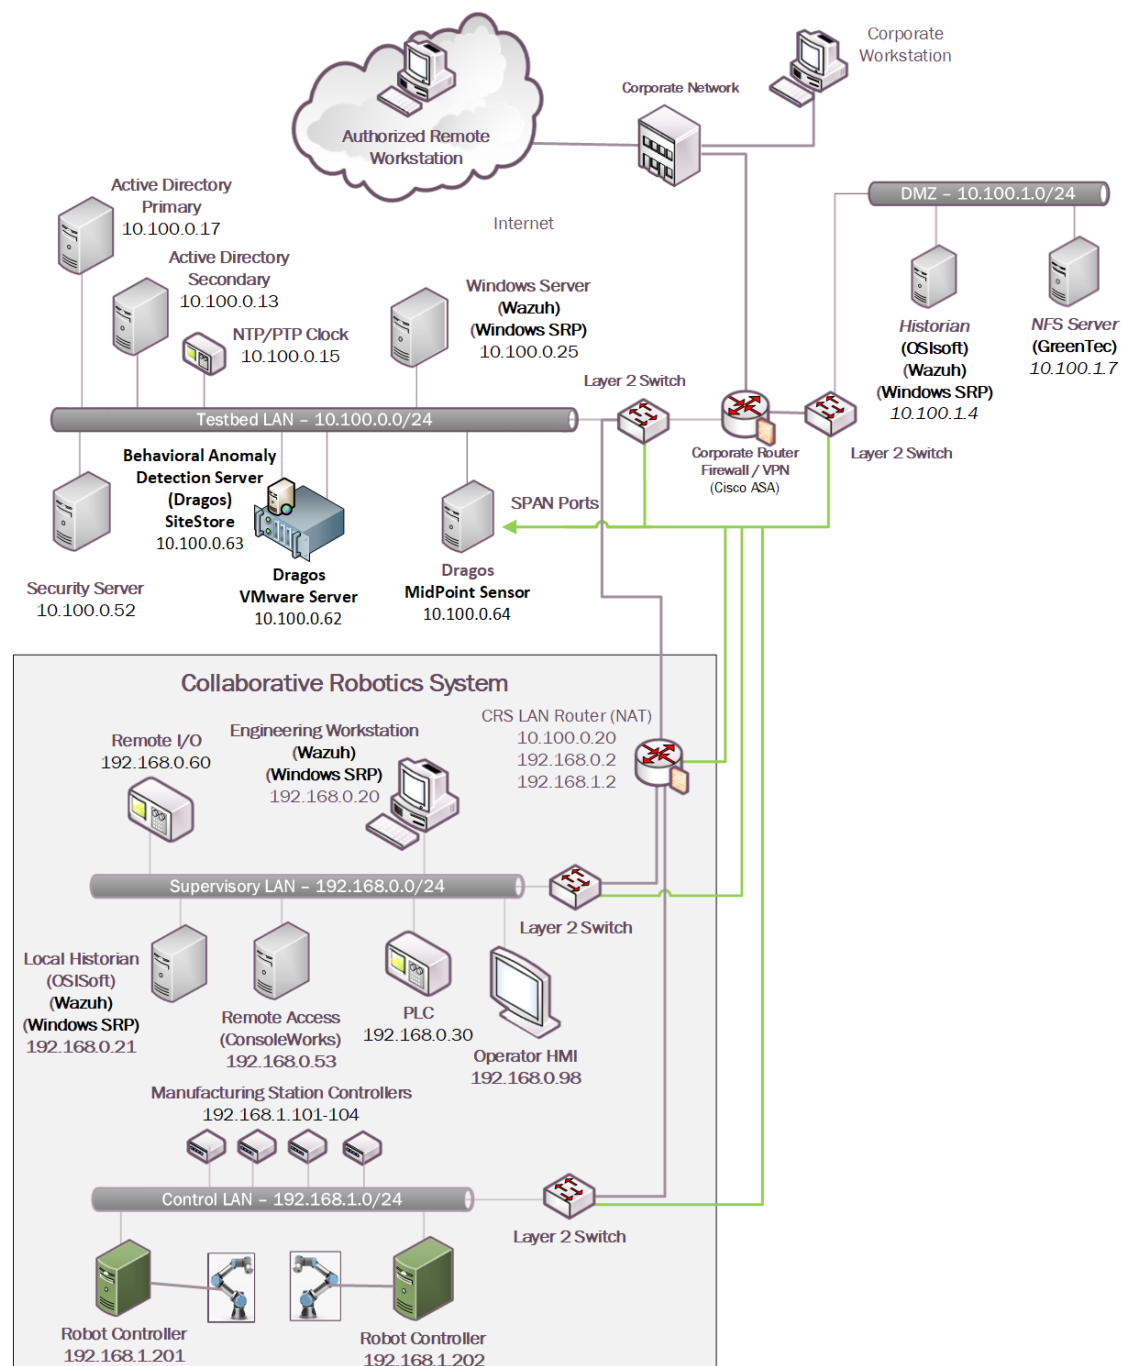 Corporate
Workstation
Corporate Network
Authorized Remote
Workstation
Internet
DMZ – 10.100.1.0/24
Active Directory
Primary
10.100.0.17
Active Directory
Secondary
10.100.0.13
NTP/PTP Clock
10.100.0.15
Windows Server
(Wazuh)
(Windows SRP)
10.100.0.25
Historian
(OSIsoft)
(Wazuh)
(Windows SRP)
10.100.1.4
NFS Server
(GreenTec)
10.100.1.7
Layer 2 Switch
Testbed LAN – 10.100.0.0/24
Corporate Router
Firewall / VPN
(Cisco ASA)
Layer 2 Switch
Behavioral Anomaly
Detection Server
(Dragos)
SiteStore
10.100.0.63
SPAN Ports
Security Server
10.100.0.52
Dragos
VMware Server
10.100.0.62
Dragos
MidPoint Sensor
10.100.0.64
Collaborative Robotics System
CRS LAN Router (NAT)
10.100.0.20
192.168.0.2
192.168.1.2
Remote I/O
192.168.0.60
Engineering Workstation
(Wazuh)
(Windows SRP)
192.168.0.20
Supervisory LAN – 192.168.0.0/24
Layer 2 Switch
Local Historian
(OSISoft)
(Wazuh)
(Windows SRP)
192.168.0.21
Remote Access
(ConsoleWorks)
192.168.0.53
PLC
192.168.0.30
Operator HMI
192.168.0.98
Manufacturing Station Controllers
192.168.1.101-104
Control LAN – 192.168.1.0/24
Layer 2 Switch
Robot Controller
192.168.1.201
Robot Controller
192.168.1.202